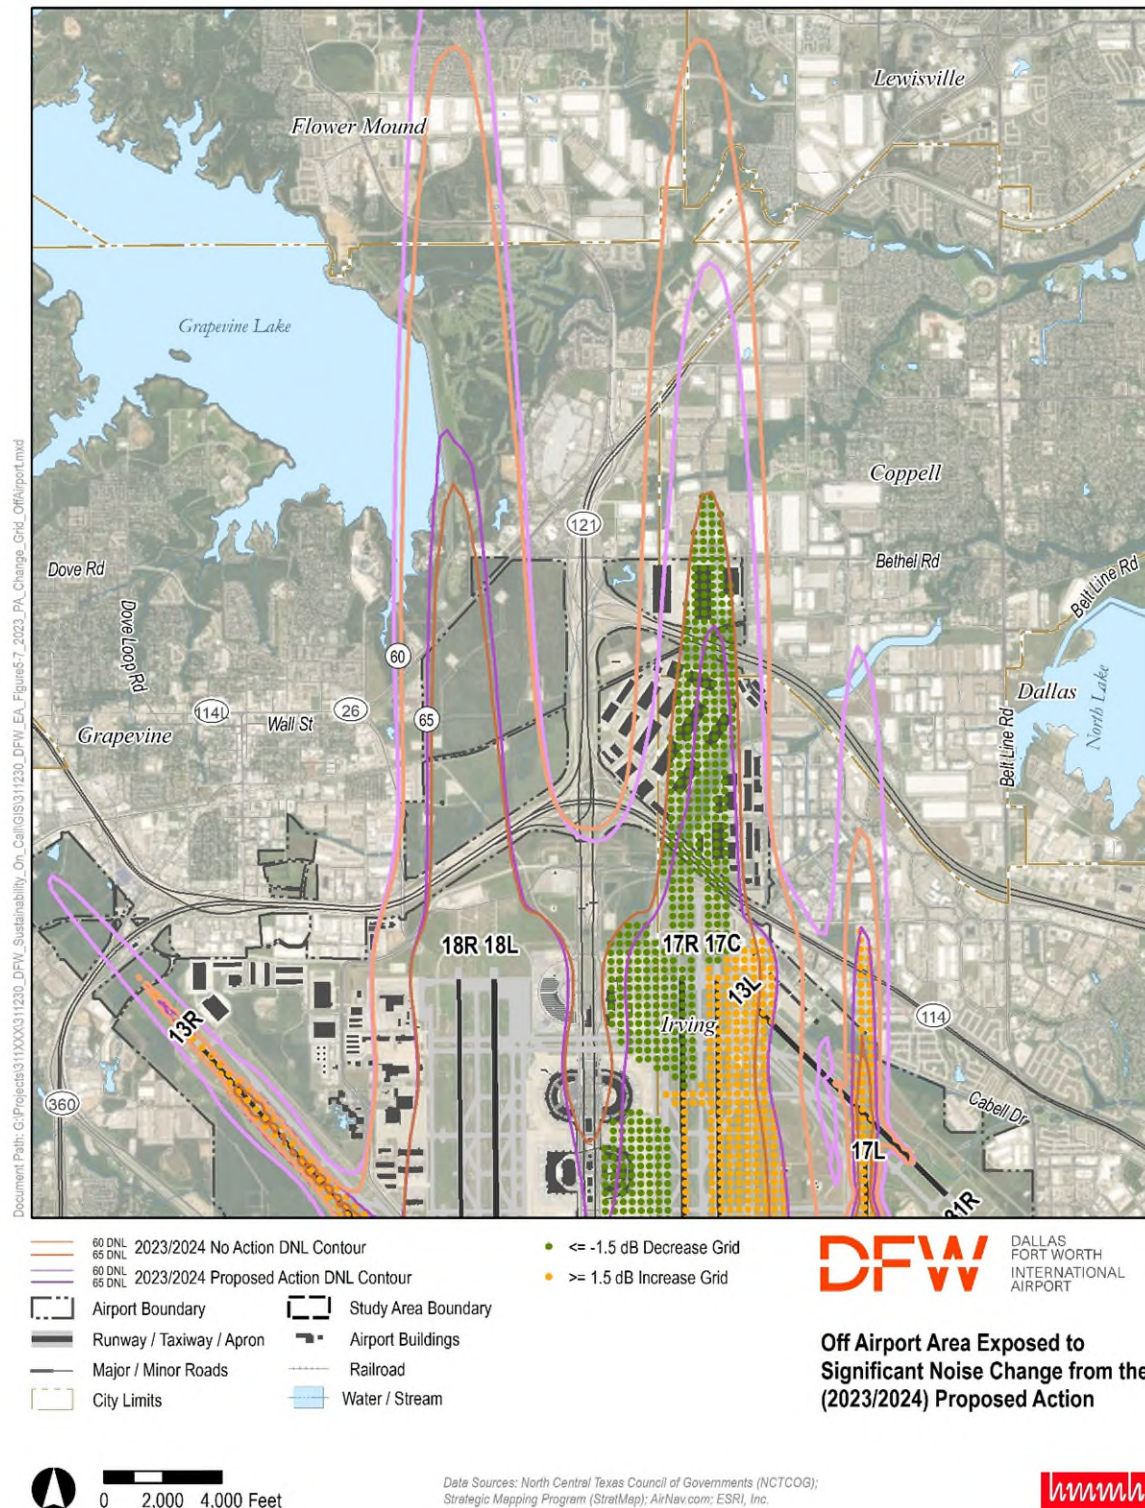 Lewisville
Flower Mound
Grapevine Lake
Coppell
121
Dove Rd
Bethel Rd
Belt Line Rd
Dove Loop Rd
60
Dallas
North Lake
114L
26
65
Wall St
Grapevine
Belt Line Rd
18R 18L
17R 17C
13L
13R
Irving
114
360
Cabell Dr
17L
31R
Document Path: G:\Projects\311XXX\311230_DFW_Sustainability_On_Call\GIS\311230_DFW_EA_Figure5-7_2023_PA_Change_Grid_OffAirport.mxd
60 DNL
65 DNL 2023/2024 No Action DNL Contour
60 DNL
65 DNL 2023/2024 Proposed Action DNL Contour
Airport Boundary
Study Area Boundary
Runway / Taxiway / Apron
Airport Buildings
Major / Minor Roads
Railroad
City Limits
Water / Stream
<= -1.5 dB Decrease Grid
>= 1.5 dB Increase Grid
DFW
DALLAS
FORT WORTH
INTERNATIONAL
AIRPORT
Off Airport Area Exposed to
Significant Noise Change from the
(2023/2024) Proposed Action
0 2,000 4,000 Feet
Data Sources: North Central Texas Council of Governments (NCTCOG);
Strategic Mapping Program (StratMap); AirNav.com; ESRI, Inc.
hmmh